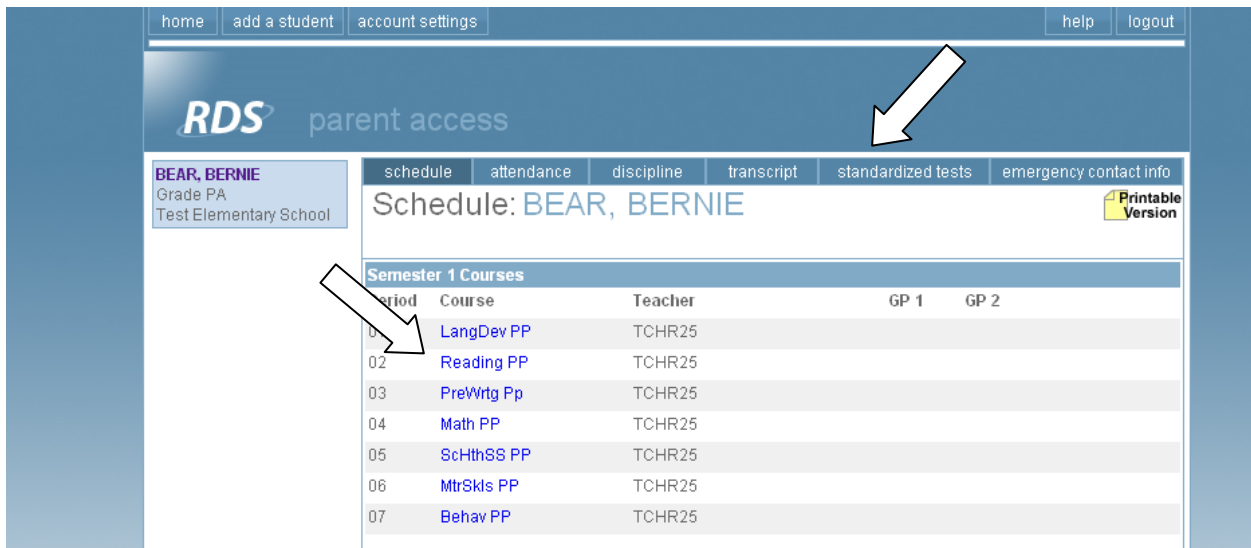 home add a student account settings help logout
RDS parent access
BEAR, BERNIE
Grade PA
Test Elementary School
schedule attendance discipline transcript standardized tests emergency contact info
Schedule: BEAR, BERNIE
Printable
Version
Semester 1 Courses
Course Teacher GP 1 GP 2
LangDev PP TCHR25
02 Reading PP TCHR25
03 PreWrtg Pp TCHR25
04 Math PP TCHR25
05 ScHthSS PP TCHR25
06 MtrSkls PP TCHR25
07 Behav PP TCHR25